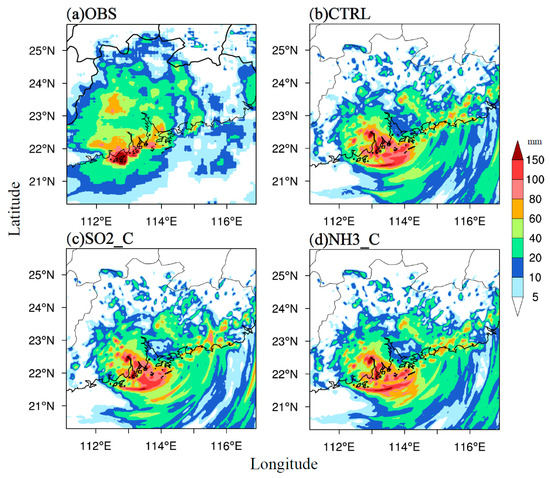 (a)OBS
(b)CTRL
25°N
24°N
23°N
22°N
21°N
112°E 114°E 116°E
25°N
24°N
23°N
22°N
21°N
112°E 114°E 116°E
mm
150
100
80
60
40
20
10
5
Latitude
(c)SO2_C
(d)NH3_C
25°N
24°N
23°N
22°N
21°N
112°E 114°E 116°E
25°N
24°N
23°N
22°N
21°N
112°E 114°E 116°E
Longitude